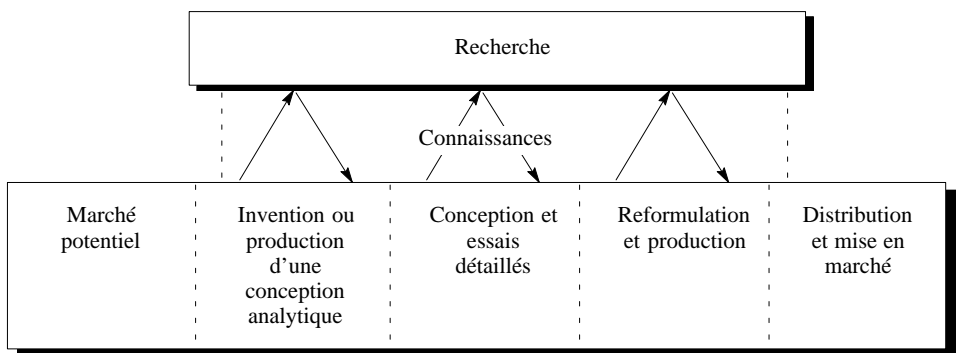 Recherche
Connaissances
Marché
potentiel
Invention ou
production
d'une
conception
analytique
Conception et
essais
détaillés
Reformulation
et production
Distribution
et mise en
marché